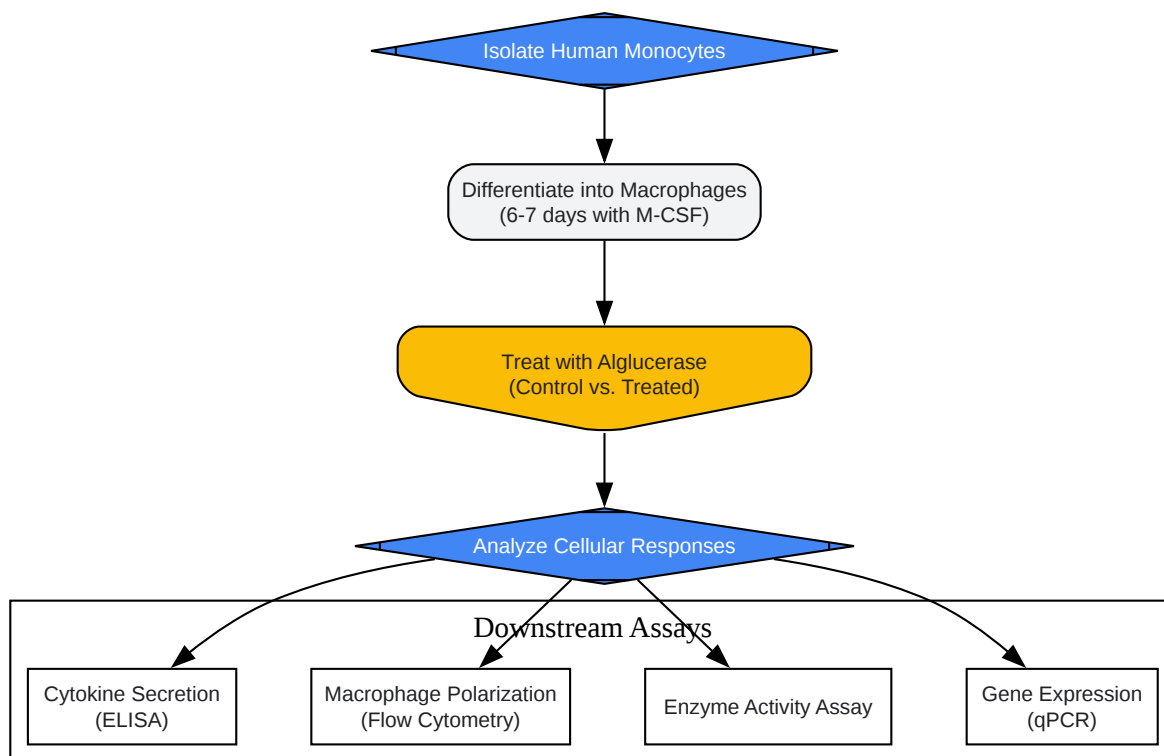 Isolate Human Monocytes
Differentiate into Macrophages
(6-7 days with M-CSF)
Treat with Alglucerase
(Control vs. Treated)
Analyze Cellular Responses
Downstream Assays
Cytokine Secretion
(ELISA)
Macrophage Polarization
(Flow Cytometry)
Enzyme Activity Assay
Gene Expression
(qPCR)